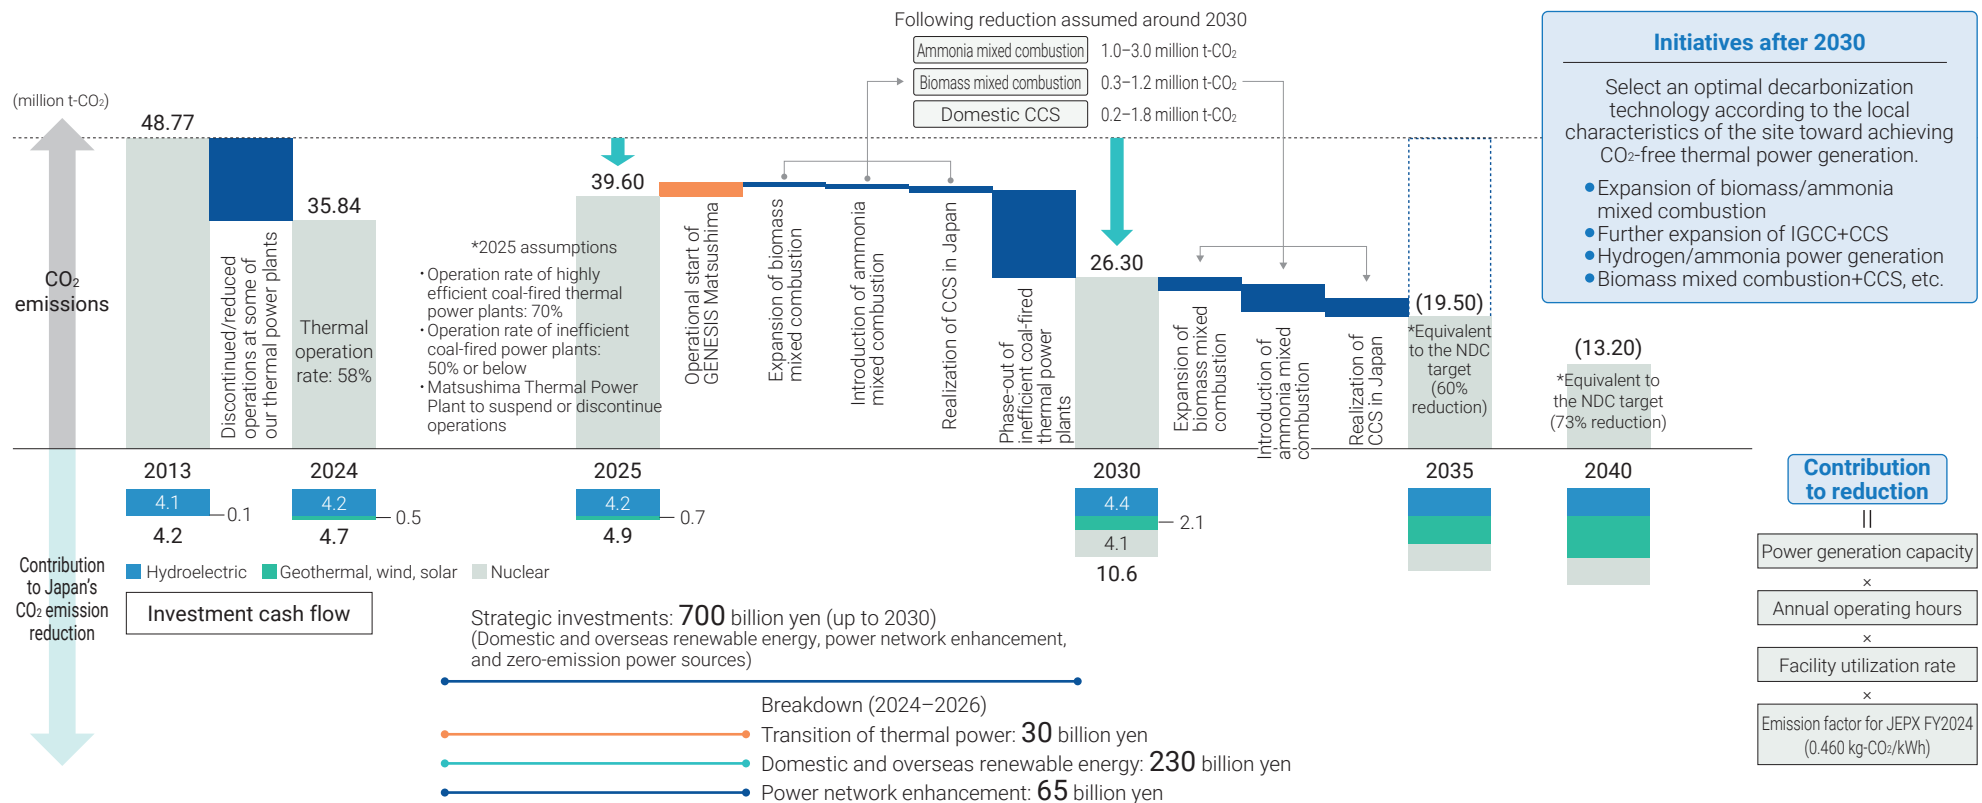 Following reduction assumed around 2030
Ammonia mixed combustion 1.0–3.0 million t-CO₂
Biomass mixed combustion 0.3–1.2 million t-CO₂
Domestic CCS 0.2–1.8 million t-CO₂
Initiatives after 2030
Select an optimal decarbonization
technology according to the local
characteristics of the site toward achieving
CO₂-free thermal power generation.
●Expansion of biomass/ammonia
mixed combustion
●Further expansion of IGCC+CCS
●Hydrogen/ammonia power generation
●Biomass mixed combustion+CCS, etc.
(million t-CO₂)
CO₂
emissions
48.77
Discontinued/reduced
operations at some of
our thermal power plants
35.84
Thermal
operation
rate: 58%
*2025 assumptions
・Operation rate of highly
efficient coal-fired thermal
power plants: 70%
・Operation rate of inefficient
coal-fired power plants:
50% or below
・Matsushima Thermal Power
Plant to suspend or discontinue
operations
39.60
Operational start of
GENESIS Matsushima
Expansion of biomass
mixed combustion
Introduction of ammonia
mixed combustion
Realization of CCS in Japan
Phase-out of
inefficient coal-fired
thermal power
plants
26.30
Expansion of
biomass mixed
combustion
Introduction of
ammonia mixed
combustion
Realization of
CCS in Japan
(19.50)
*Equivalent
to the NDC
target
(60%
reduction)
(13.20)
*Equivalent to
the NDC target
(73% reduction)
2013
2024
2025
2030
2035
2040
4.1
0.1
4.2
4.2
0.5
4.7
4.2
0.7
4.9
4.4
2.1
4.1
10.6
Contribution
to Japan's
CO₂ emission
reduction
Hydroelectric
Geothermal, wind, solar
Nuclear
Investment cash flow
Strategic investments: 700 billion yen (up to 2030)
(Domestic and overseas renewable energy, power network enhancement,
and zero-emission power sources)
Breakdown (2024–2026)
Transition of thermal power: 30 billion yen
Domestic and overseas renewable energy: 230 billion yen
Power network enhancement: 65 billion yen
Contribution
to reduction
||
Power generation capacity
×
Annual operating hours
×
Facility utilization rate
×
Emission factor for JEPX FY2024
(0.460 kg-CO₂/kWh)